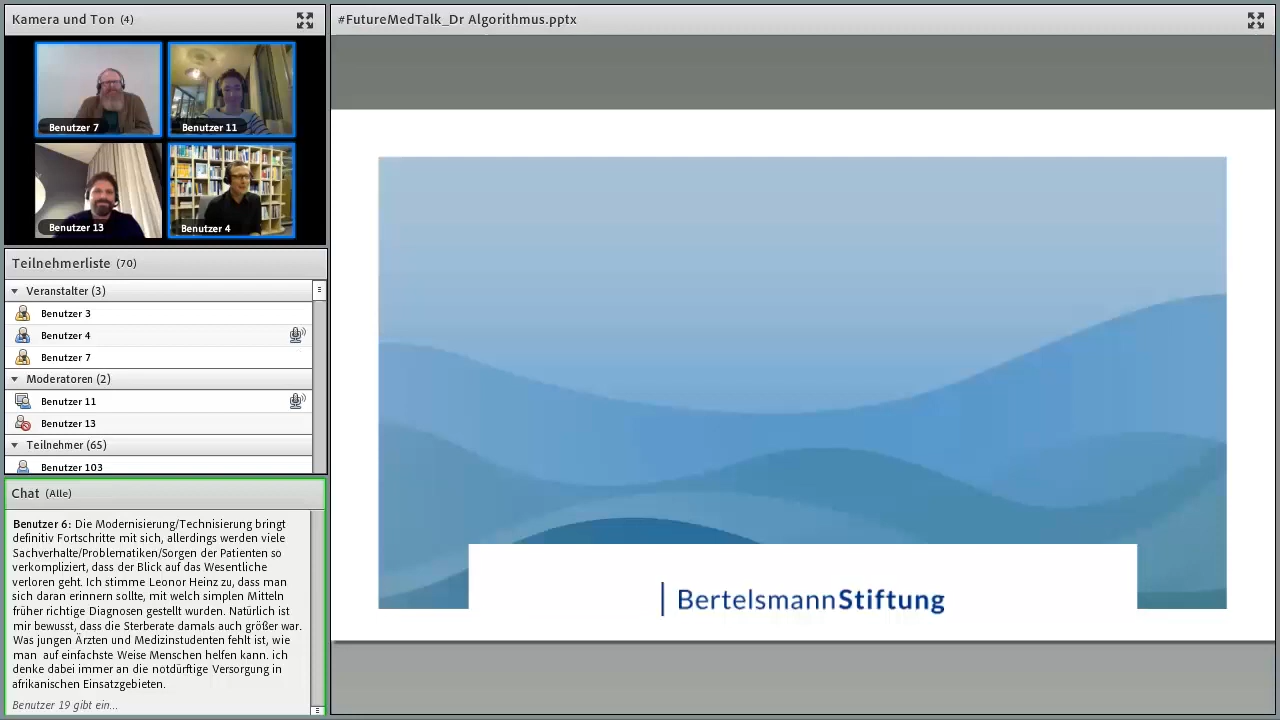 Kamera und Ton (4)
Benutzer 7
Benutzer 11
Benutzer 13
Benutzer 4
Teilnehmerliste (70)
Veranstalter (3)
Benutzer 3
Benutzer 4
Benutzer 7
Moderatoren (2)
Benutzer 11
Benutzer 13
Teilnehmer (65)
Benutzer 103
Chat (Alle)
Benutzer 6: Die Modernisierung/Technisierung bringt
definitiv Fortschritte mit sich, allerdings werden viele
Sachverhalte/Problematiken/Sorgen der Patienten so
verkompliziert, dass der Blick auf das Wesentliche
verloren geht. Ich stimme Leonor Heinz zu, dass man
sich daran erinnern sollte, mit welch simplen Mitteln
früher richtige Diagnosen gestellt wurden. Natürlich ist
mir bewusst, dass die Sterberate damals auch größer war.
Was jungen Ärzten und Medizinstudenten fehlt ist, wie
man auf einfachste Weise Menschen helfen kann. ich
denke dabei immer an die notdürftige Versorgung in
afrikanischen Einsatzgebieten.
Benutzer 19 gibt ein...
#FutureMedTalk_Dr Algorithmus.pptx
BertelsmannStiftung